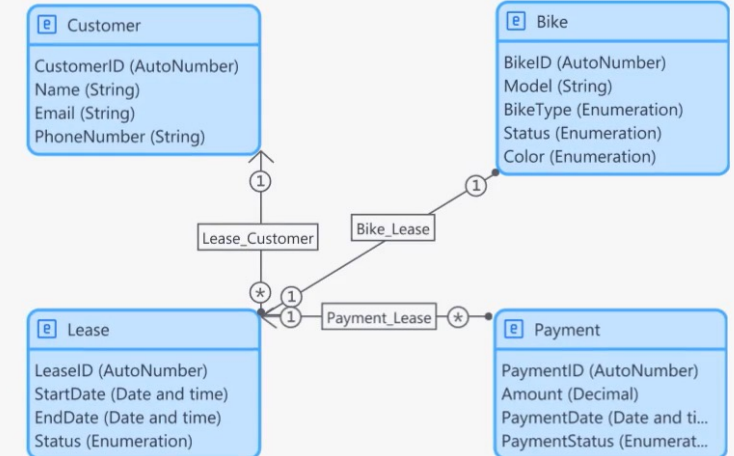 Customer
CustomerID (AutoNumber)
Name (String)
Email (String)
PhoneNumber (String)
Bike
BikeID (AutoNumber)
Model (String)
BikeType (Enumeration)
Status (Enumeration)
Color (Enumeration)
1
1
Lease_Customer
Bike_Lease
*
1
1
Payment_Lease
*
Lease
LeaseID (AutoNumber)
StartDate (Date and time)
EndDate (Date and time)
Status (Enumeration)
Payment
PaymentID (AutoNumber)
Amount (Decimal)
PaymentDate (Date and ti...
PaymentStatus (Enumerat...